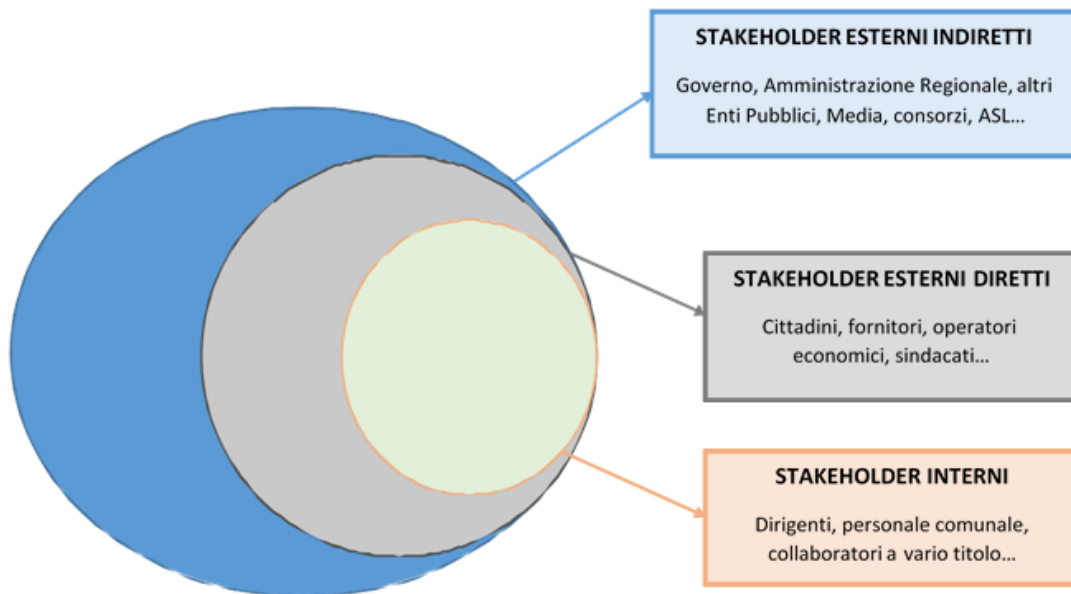 STAKEHOLDER ESTERNI INDIRETTI
Governo, Amministrazione Regionale, altri
Enti Pubblici, Media, consorzi, ASL…
STAKEHOLDER ESTERNI DIRETTI
Cittadini, fornitori, operatori
economici, sindacati…
STAKEHOLDER INTERNI
Dirigenti, personale comunale,
collaboratori a vario titolo…